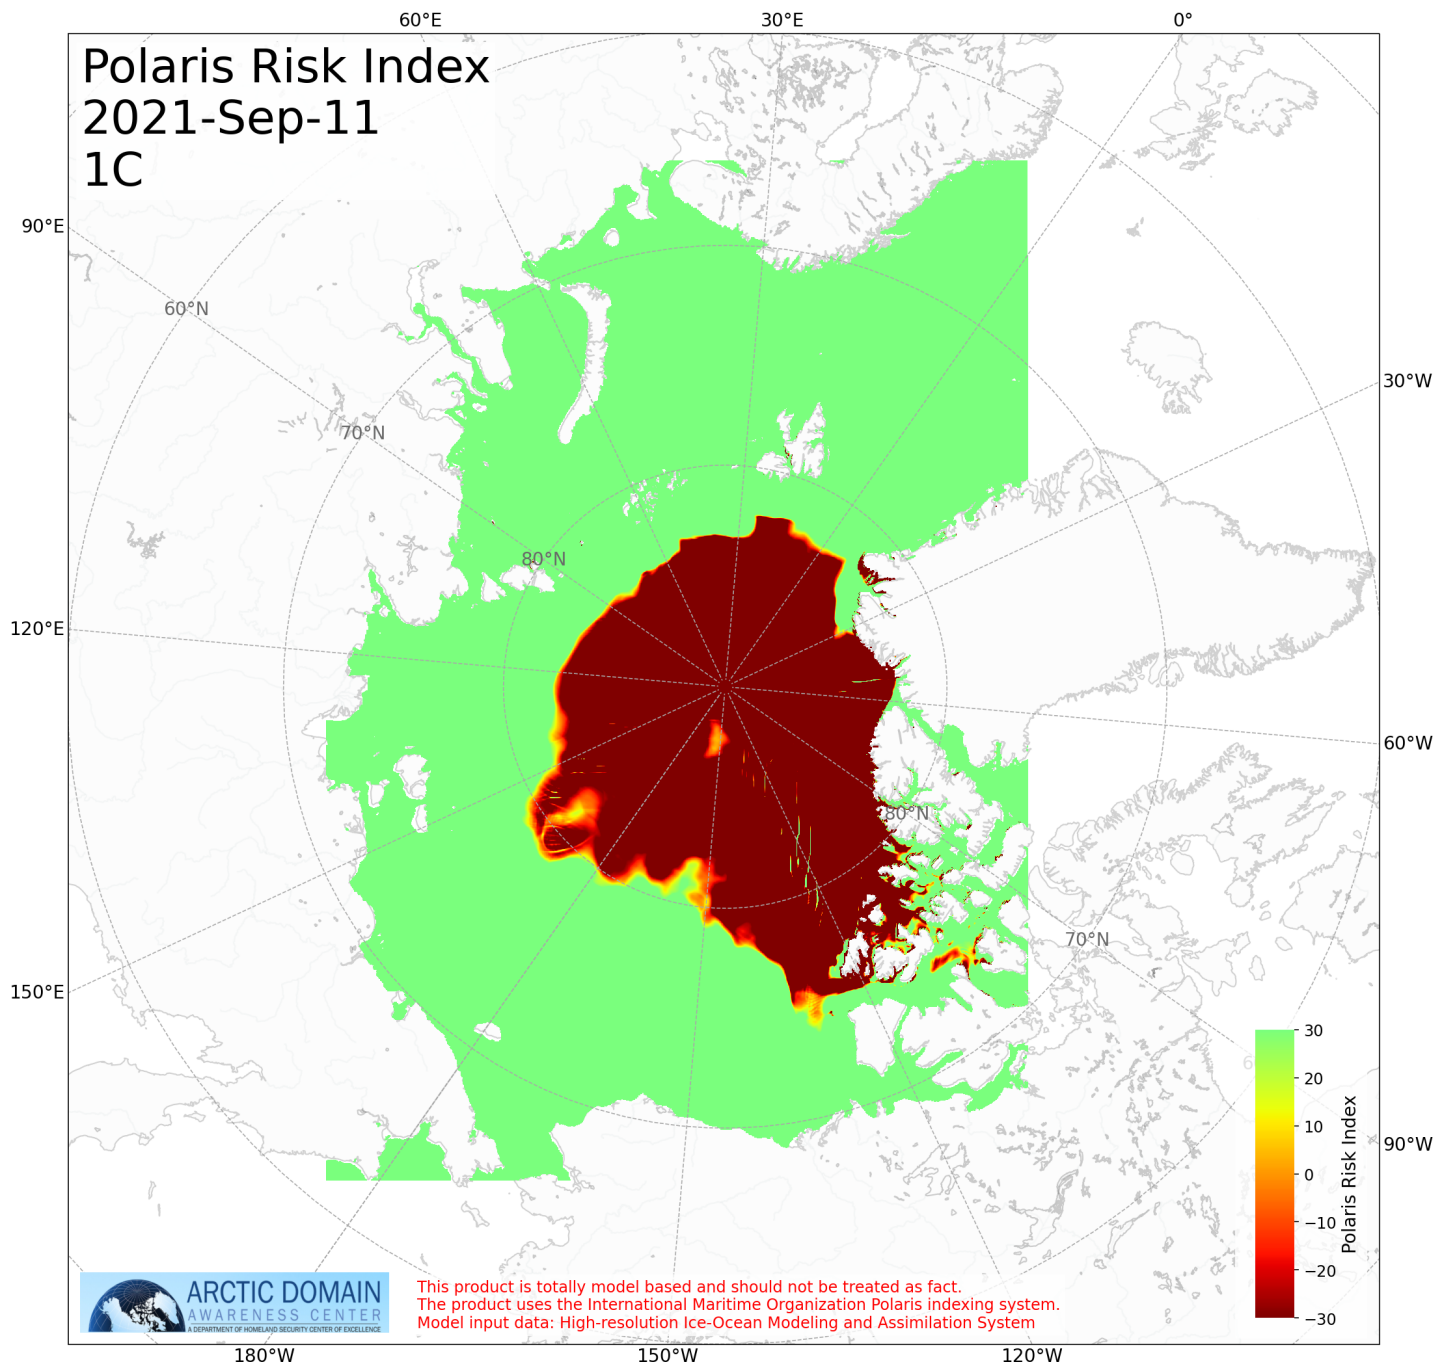 60°E
30°E
0°
Polaris Risk Index
2021-Sep-11
1C
90°E
60°N
30°W
70°N
80°N
120°E
60°W
80°N
70°N
150°E
30
20
10
0
−10
−20
−30
Polaris Risk Index
90°W
ARCTIC DOMAIN
AWARENESS CENTER
A DEPARTMENT OF HOMELAND SECURITY CENTER OF EXCELLENCE
This product is totally model based and should not be treated as fact.
The product uses the International Maritime Organization Polaris indexing system.
Model input data: High-resolution Ice-Ocean Modeling and Assimilation System
180°W
150°W
120°W